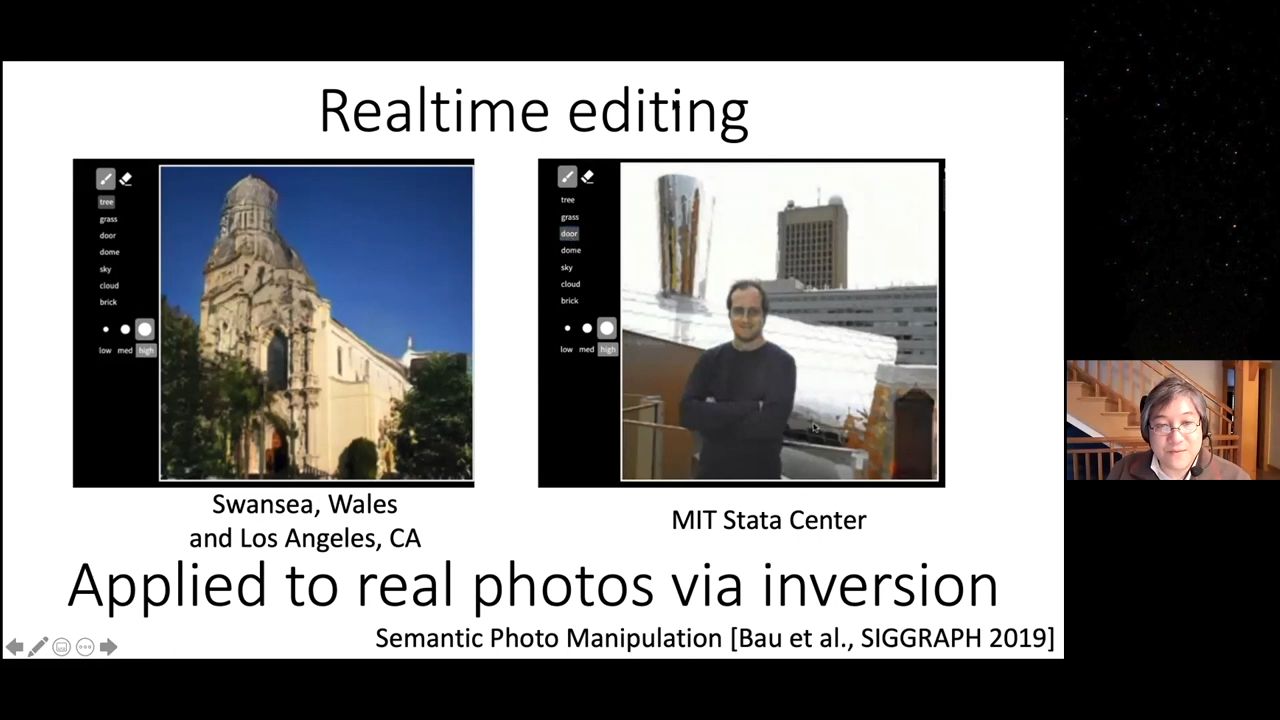 Realtime editing
tree
grass
door
dome
sky
cloud
brick
low med high
tree
grass
door
dome
sky
cloud
brick
low med high
Swansea, Wales
and Los Angeles, CA
MIT Stata Center
Applied to real photos via inversion
Semantic Photo Manipulation [Bau et al., SIGGRAPH 2019]